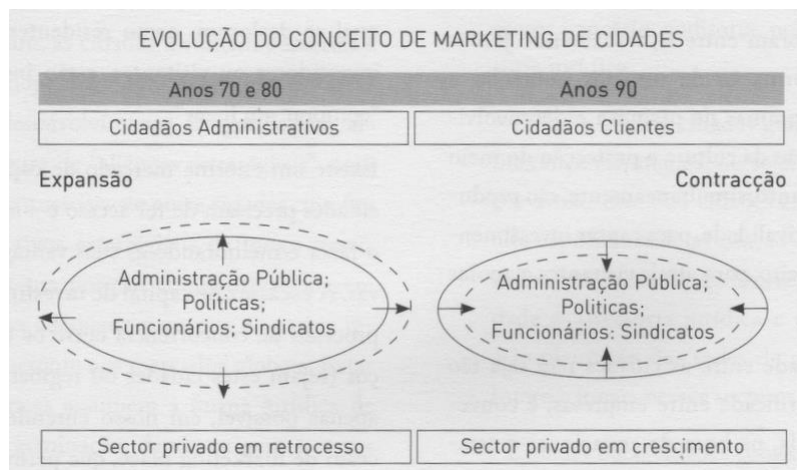 EVOLUÇÃO DO CONCEITO DE MARKETING DE CIDADES
Anos 70 e 80
Anos 90
Cidadãos Administrativos
Cidadãos Clientes
Expansão
Contracção
Administração Pública;
Políticas;
Funcionários; Sindicatos
Administração Pública;
Politicas;
Funcionários: Sindicatos
Sector privado em retrocesso
Sector privado em crescimento